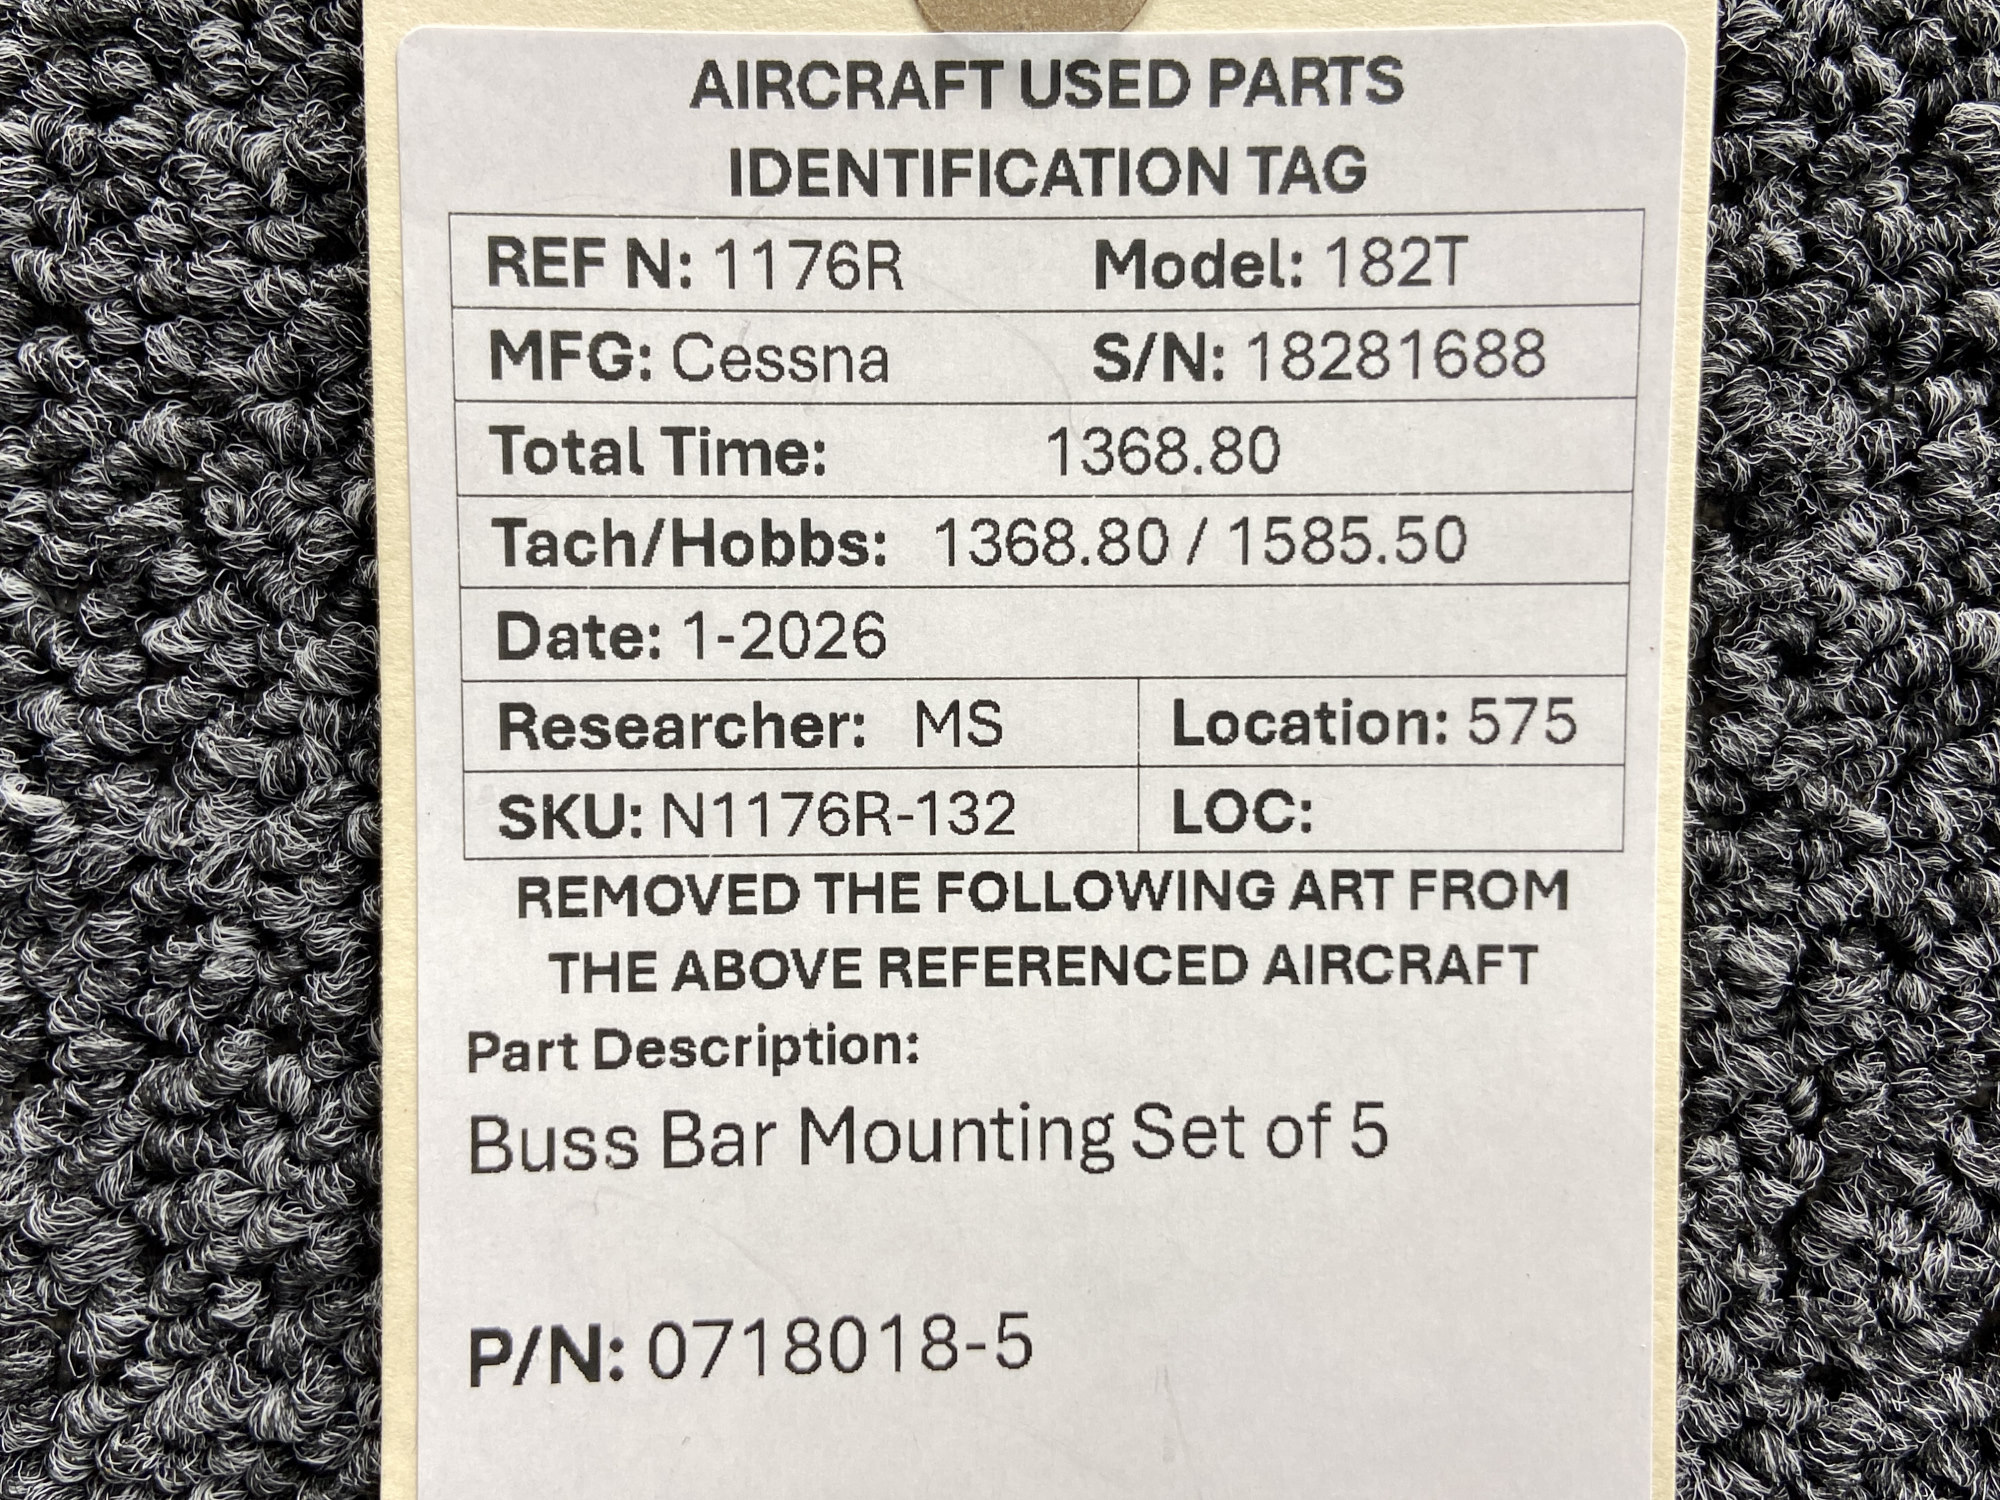 AIRCRAFT USED PARTS
IDENTIFICATION TAG
REF N: 1176R Model: 182T
MFG: Cessna S/N: 18281688
Total Time: 1368.80
Tach/Hobbs: 1368.80 / 1585.50
Date: 1-2026
Researcher: MS Location: 575
SKU: N1176R-132 LOC:
REMOVED THE FOLLOWING ART FROM
THE ABOVE REFERENCED AIRCRAFT
Part Description:
Buss Bar Mounting Set of 5
P/N: 0718018-5